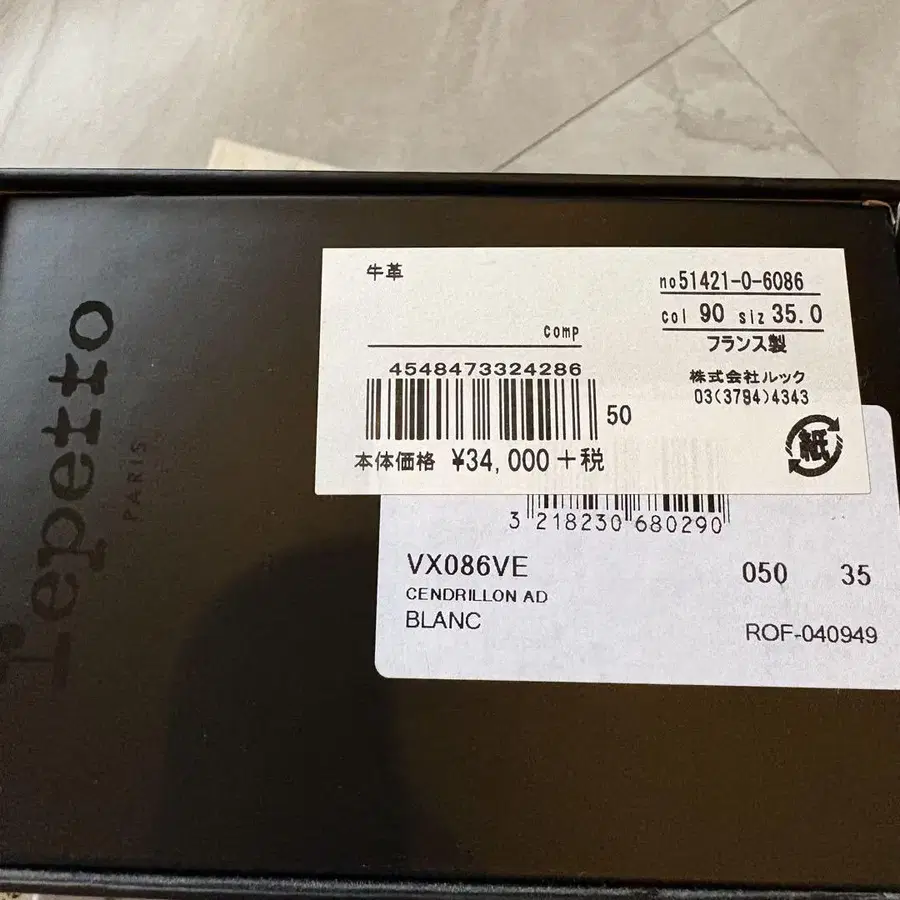 repetto
PARIS
牛革
comp
4548473324286
50
本体価格 ¥34,000+税
no51421-0-6086
col 90 siz 35.0
フランス製
株式会社ルック
03(3794)4343
紙
3 218230 680290
VX086VE
050 35
CENDRILLON AD
BLANC
ROF-040949